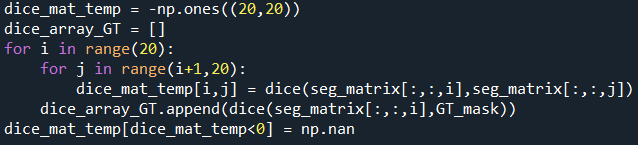 dice_mat_temp = -np.ones((20,20))
dice_array_GT = []
for i in range(20):
    for j in range(i+1,20):
        dice_mat_temp[i,j] = dice(seg_matrix[:,:,i],seg_matrix[:,:,j])
    dice_array_GT.append(dice(seg_matrix[:,:,i],GT_mask))
dice_mat_temp[dice_mat_temp<0] = np.nan